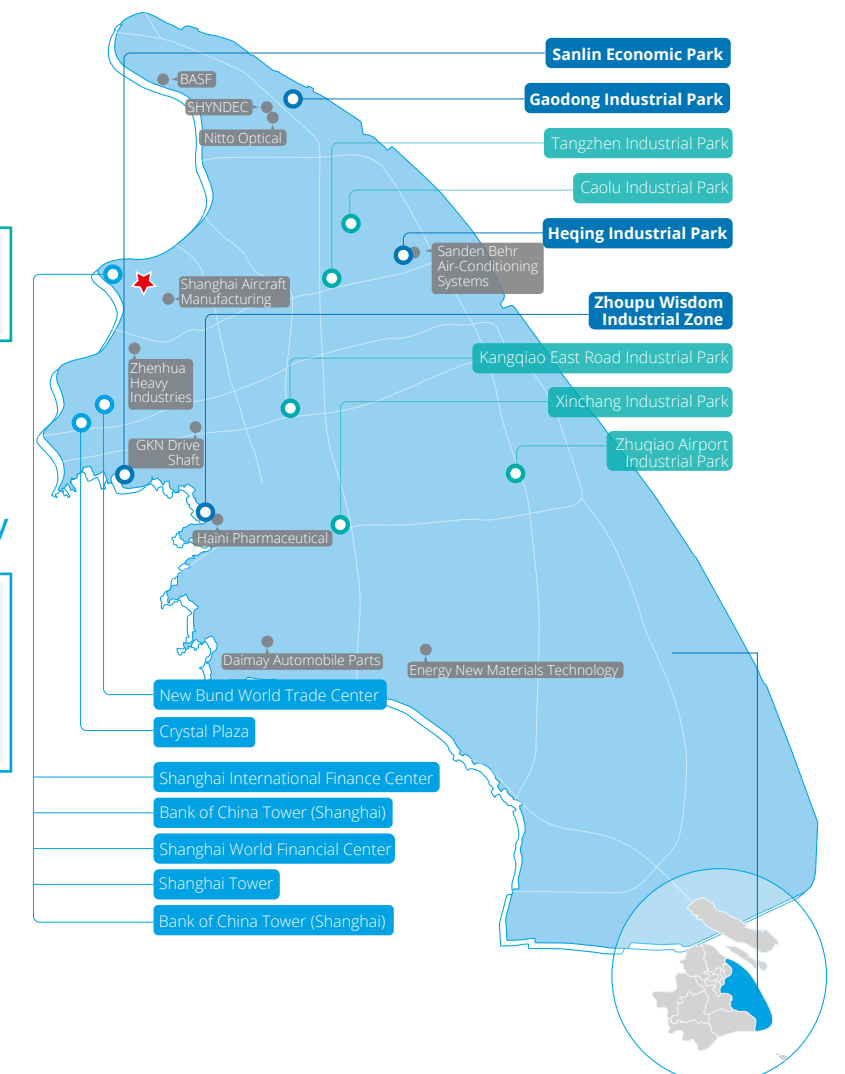 Sanlin Economic Park
BASF
Gaodong Industrial Park
SHYNDEC
Nitto Optical
Tangzhen Industrial Park
Caolu Industrial Park
Heqing Industrial Park
Sanden Behr
Air-Conditioning
Systems
Shanghai Aircraft
Manufacturing
Zhoupu Wisdom
Industrial Zone
Kangqiao East Road Industrial Park
Zhenhua
Heavy
Industries
Xinchang Industrial Park
GKN Drive
Shaft
Zhuqiao Airport
Industrial Park
y
Haini Pharmaceutical
Daimay Automobile Parts
Energy New Materials Technology
New Bund World Trade Center
Crystal Plaza
Shanghai International Finance Center
Bank of China Tower (Shanghai)
Shanghai World Financial Center
Shanghai Tower
Bank of China Tower (Shanghai)